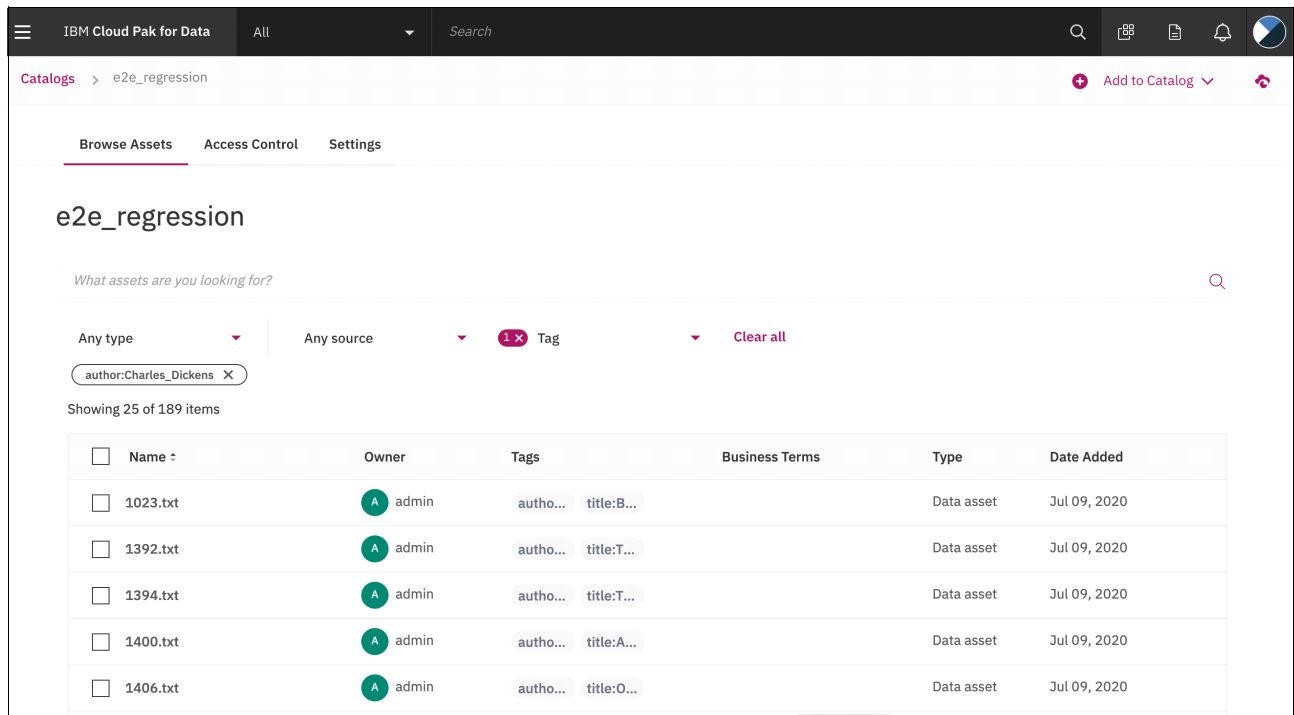 IBM Cloud Pak for Data All Search
Catalogs > e2e_regression Add to Catalog
Browse Assets Access Control Settings
e2e_regression
What assets are you looking for?
Any type Any source 1 × Tag Clear all
author:Charles_Dickens ×
Showing 25 of 189 items
Name Owner Tags Business Terms Type Date Added
1023.txt A admin autho... title:B... Data asset Jul 09, 2020
1392.txt A admin autho... title:T... Data asset Jul 09, 2020
1394.txt A admin autho... title:T... Data asset Jul 09, 2020
1400.txt A admin autho... title:A... Data asset Jul 09, 2020
1406.txt A admin autho... title:O... Data asset Jul 09, 2020